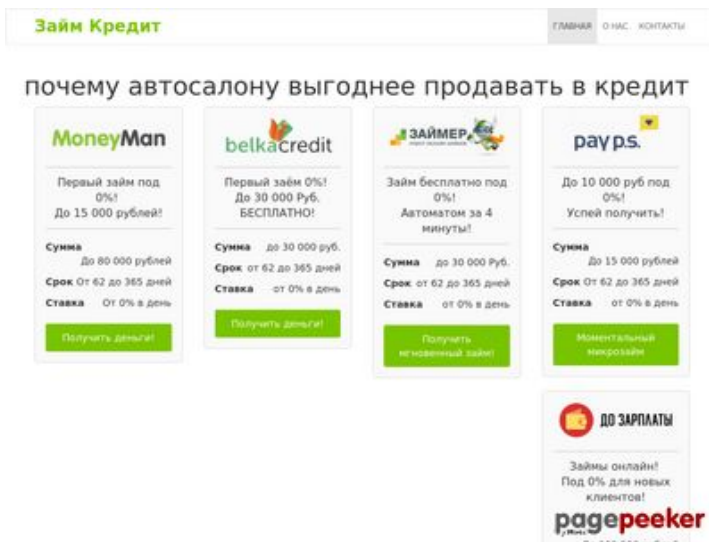 Займ Кредит
ГЛАВНАЯ О НАС КОНТАКТЫ
почему автосалону выгоднее продавать в кредит
MoneyMan
Первый займ под
0%!
До 15 000 рублей!
Сумма
До 80 000 рублей
Срок От 62 до 365 дней
Ставка От 0% в день
Получить деньги!
belkacredit
Первый заём 0%!
До 30 000 Руб.
БЕСПЛАТНО!
Сумма до 30 000 руб.
Срок от 62 до 365 дней
Ставка от 0% в день
Получить деньги!
ЗАЙМЕР
Займ бесплатно под
0%!
Автоматом за 4
минуты!
Сумма до 30 000 Руб.
Срок от 62 до 365 дней
Ставка от 0% в день
Получить
мгновенный займ!
pay p.s.
До 10 000 руб под
0%!
Успей получить!
Сумма
До 15 000 рублей
Срок От 62 до 365 дней
Ставка от 0% в день
Моментальный
микрозайм
ДО ЗАРПЛАТЫ
Займы онлайн!
Под 0% для новых
клиентов!
pagepeeker